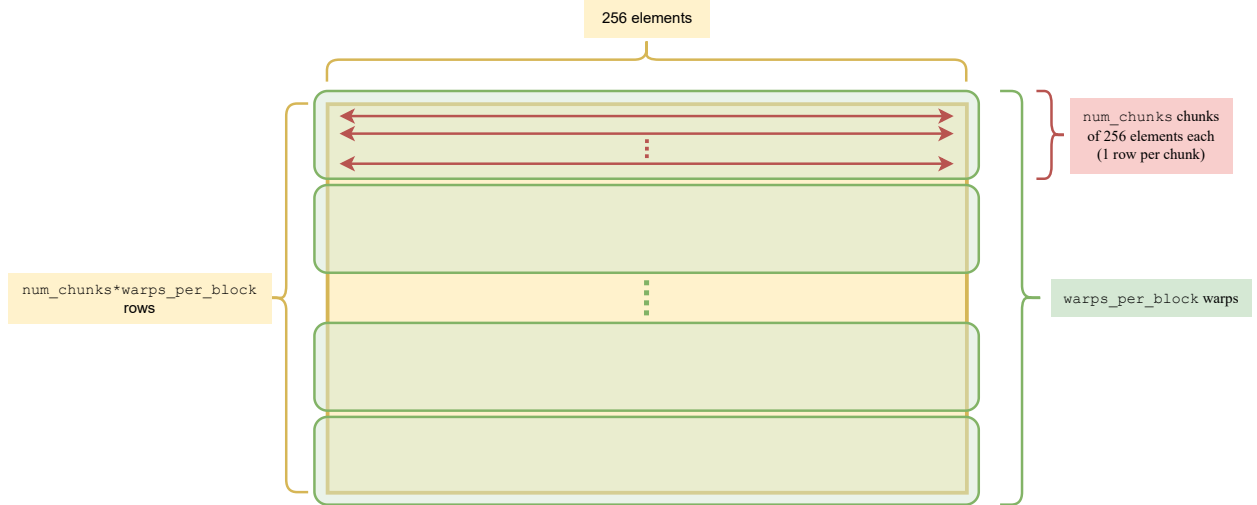 256 elements
num_chunks chunks
of 256 elements each
(1 row per chunk)
num_chunks*warps_per_block
rows
warps_per_block warps